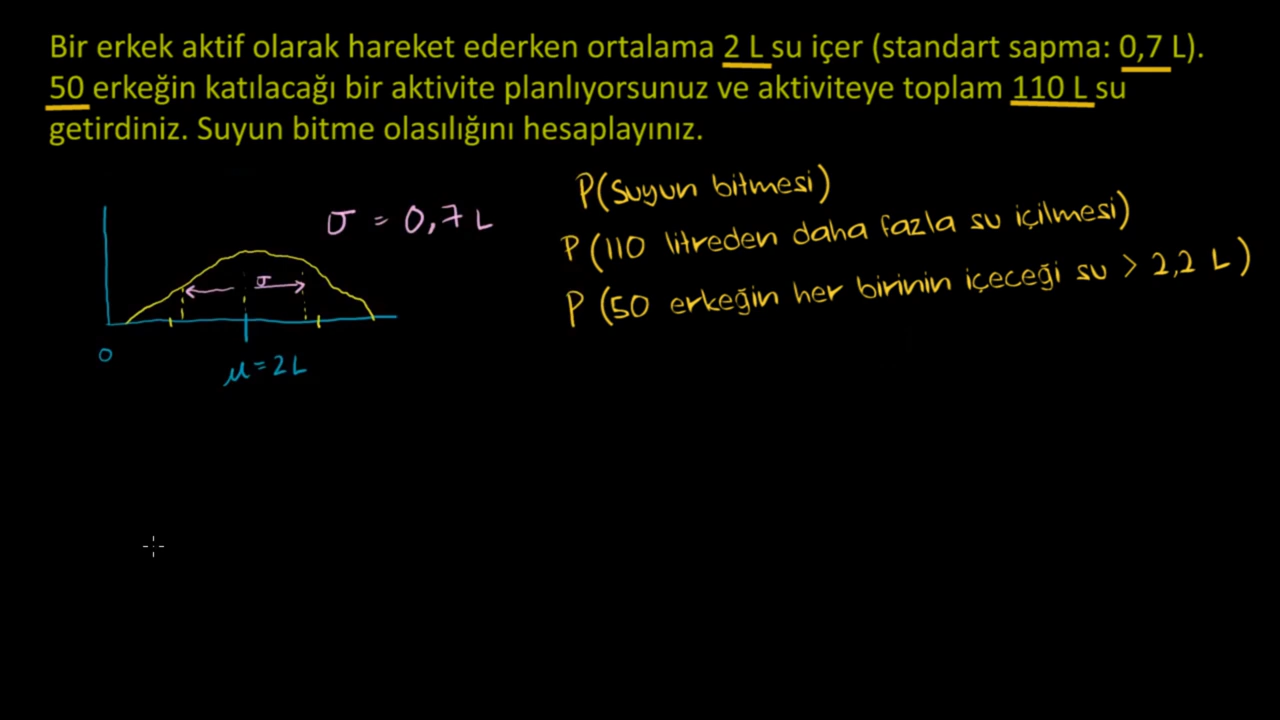 Bir erkek aktif olarak hareket ederken ortalama 2 L su içer (standart sapma: 0,7 L).
50 erkeğin katılacağı bir aktivite planlıyorsunuz ve aktiviteye toplam 110 L su
getirdiniz. Suyun bitme olasılığını hesaplayınız.
P(suyun bitmesi)
σ = 0,7 L
P(110 litreden daha fazla su içilmesi)
P(50 erkeğin her birinin içeceği su > 2,2 L)
σ
0
μ = 2 L